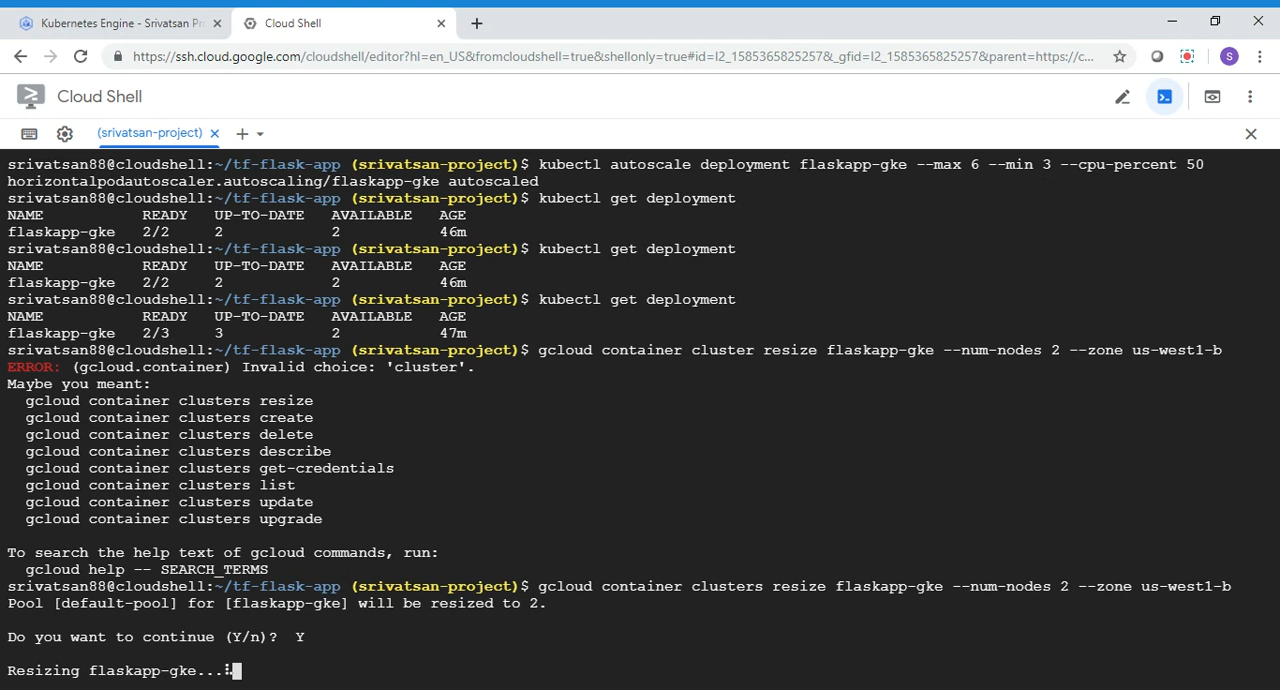 Kubernetes Engine - Srivatsan Pr
Cloud Shell
https://ssh.cloud.google.com/cloudshell/editor?hl=en_US&fromcloudshell=true&shellonly=true#id=I2_1585365825257&_gfid=I2_1585365825257&parent=https://c...
S
Cloud Shell
(srivatsan-project)
srivatsan88@cloudshell:~/tf-flask-app (srivatsan-project)$ kubectl autoscale deployment flaskapp-gke --max 6 --min 3 --cpu-percent 50
horizontalpodautoscaler.autoscaling/flaskapp-gke autoscaled
srivatsan88@cloudshell:~/tf-flask-app (srivatsan-project)$ kubectl get deployment
NAME READY UP-TO-DATE AVAILABLE AGE
flaskapp-gke 2/2 2 2 46m
srivatsan88@cloudshell:~/tf-flask-app (srivatsan-project)$ kubectl get deployment
NAME READY UP-TO-DATE AVAILABLE AGE
flaskapp-gke 2/2 2 2 46m
srivatsan88@cloudshell:~/tf-flask-app (srivatsan-project)$ kubectl get deployment
NAME READY UP-TO-DATE AVAILABLE AGE
flaskapp-gke 2/3 3 2 47m
srivatsan88@cloudshell:~/tf-flask-app (srivatsan-project)$ gcloud container cluster resize flaskapp-gke --num-nodes 2 --zone us-west1-b
ERROR: (gcloud.container) Invalid choice: 'cluster'.
Maybe you meant:
gcloud container clusters resize
gcloud container clusters create
gcloud container clusters delete
gcloud container clusters describe
gcloud container clusters get-credentials
gcloud container clusters list
gcloud container clusters update
gcloud container clusters upgrade
To search the help text of gcloud commands, run:
gcloud help -- SEARCH_TERMS
srivatsan88@cloudshell:~/tf-flask-app (srivatsan-project)$ gcloud container clusters resize flaskapp-gke --num-nodes 2 --zone us-west1-b
Pool [default-pool] for [flaskapp-gke] will be resized to 2.
Do you want to continue (Y/n)? Y
Resizing flaskapp-gke...